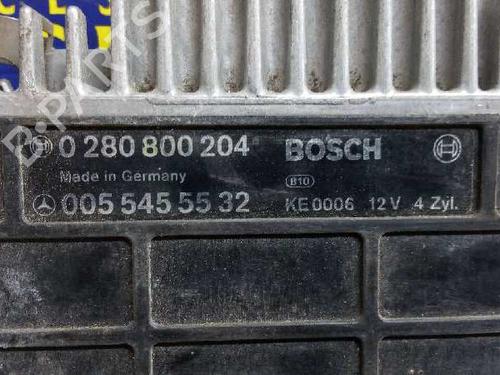 0 280 800 204 BOSCH
Made in Germany B10
005 545 55 32 KE 0006 12 V 4 Zyl.
B-PARTS